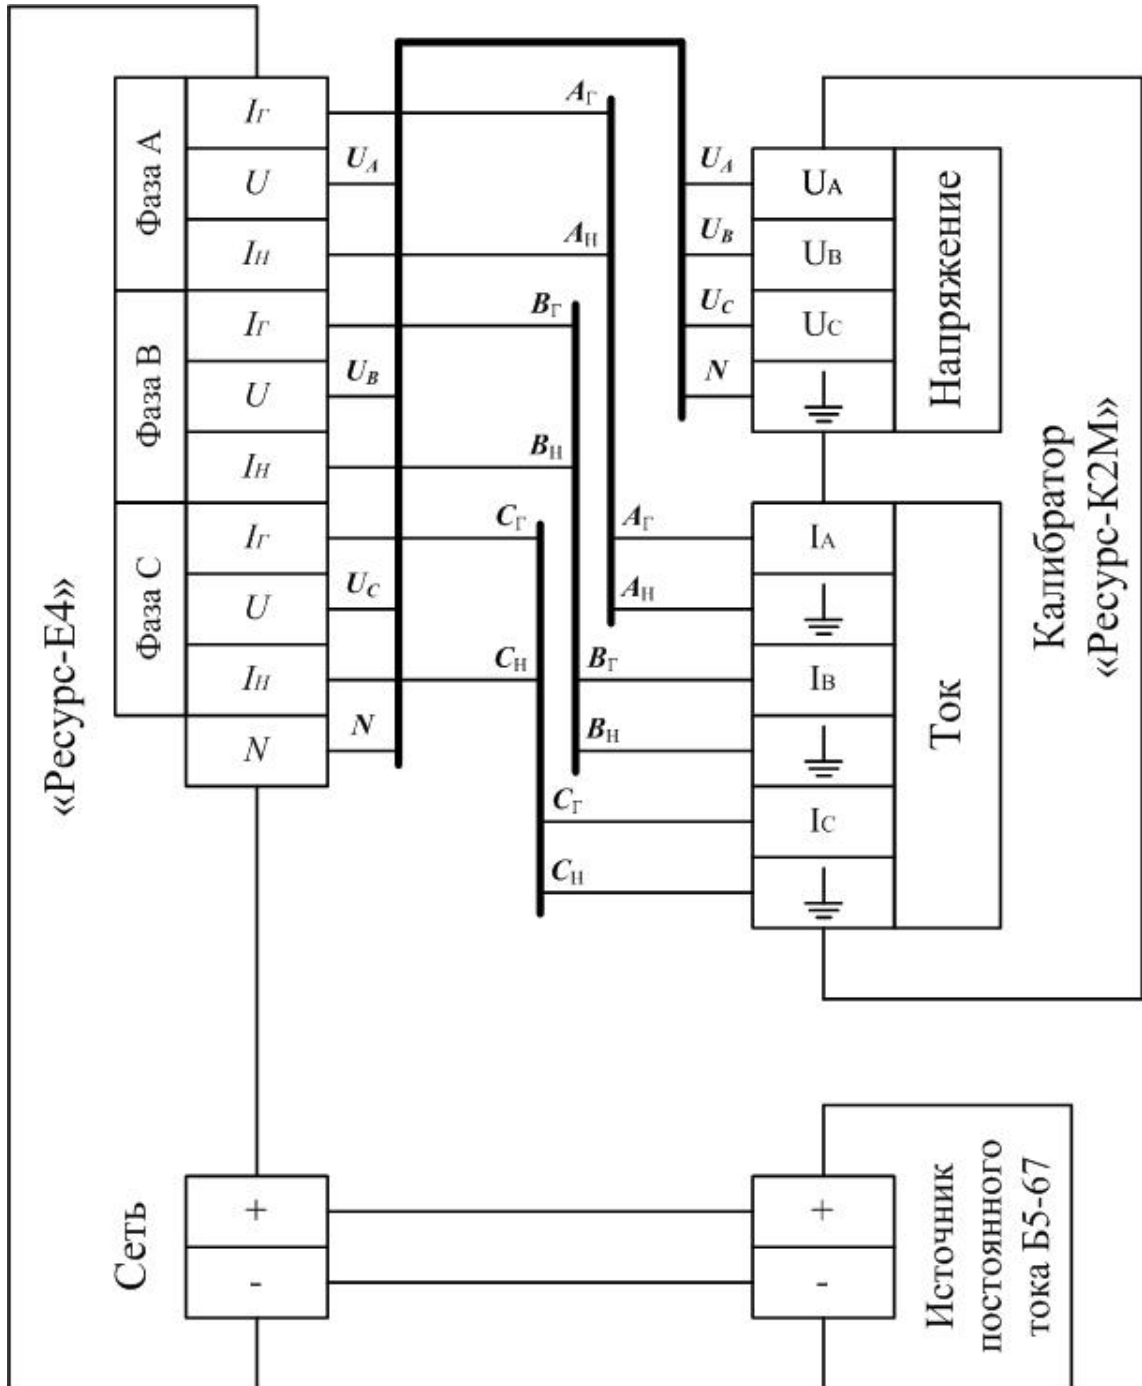 «Ресурс-Е4»
Фаза А
Фаза В
Фаза С
IГ
U
IН
IГ
U
IН
IГ
U
IН
N
UA
UB
UC
N
AГ
AН
BГ
BН
CГ
CН
UA
UB
UC
N
UA
UB
UC
Напряжение
AГ
AН
BГ
BН
CГ
CН
IA
IB
IC
Ток
Калибратор
«Ресурс-К2М»
Сеть
+
-
+
-
Источник
постоянного
тока Б5-67